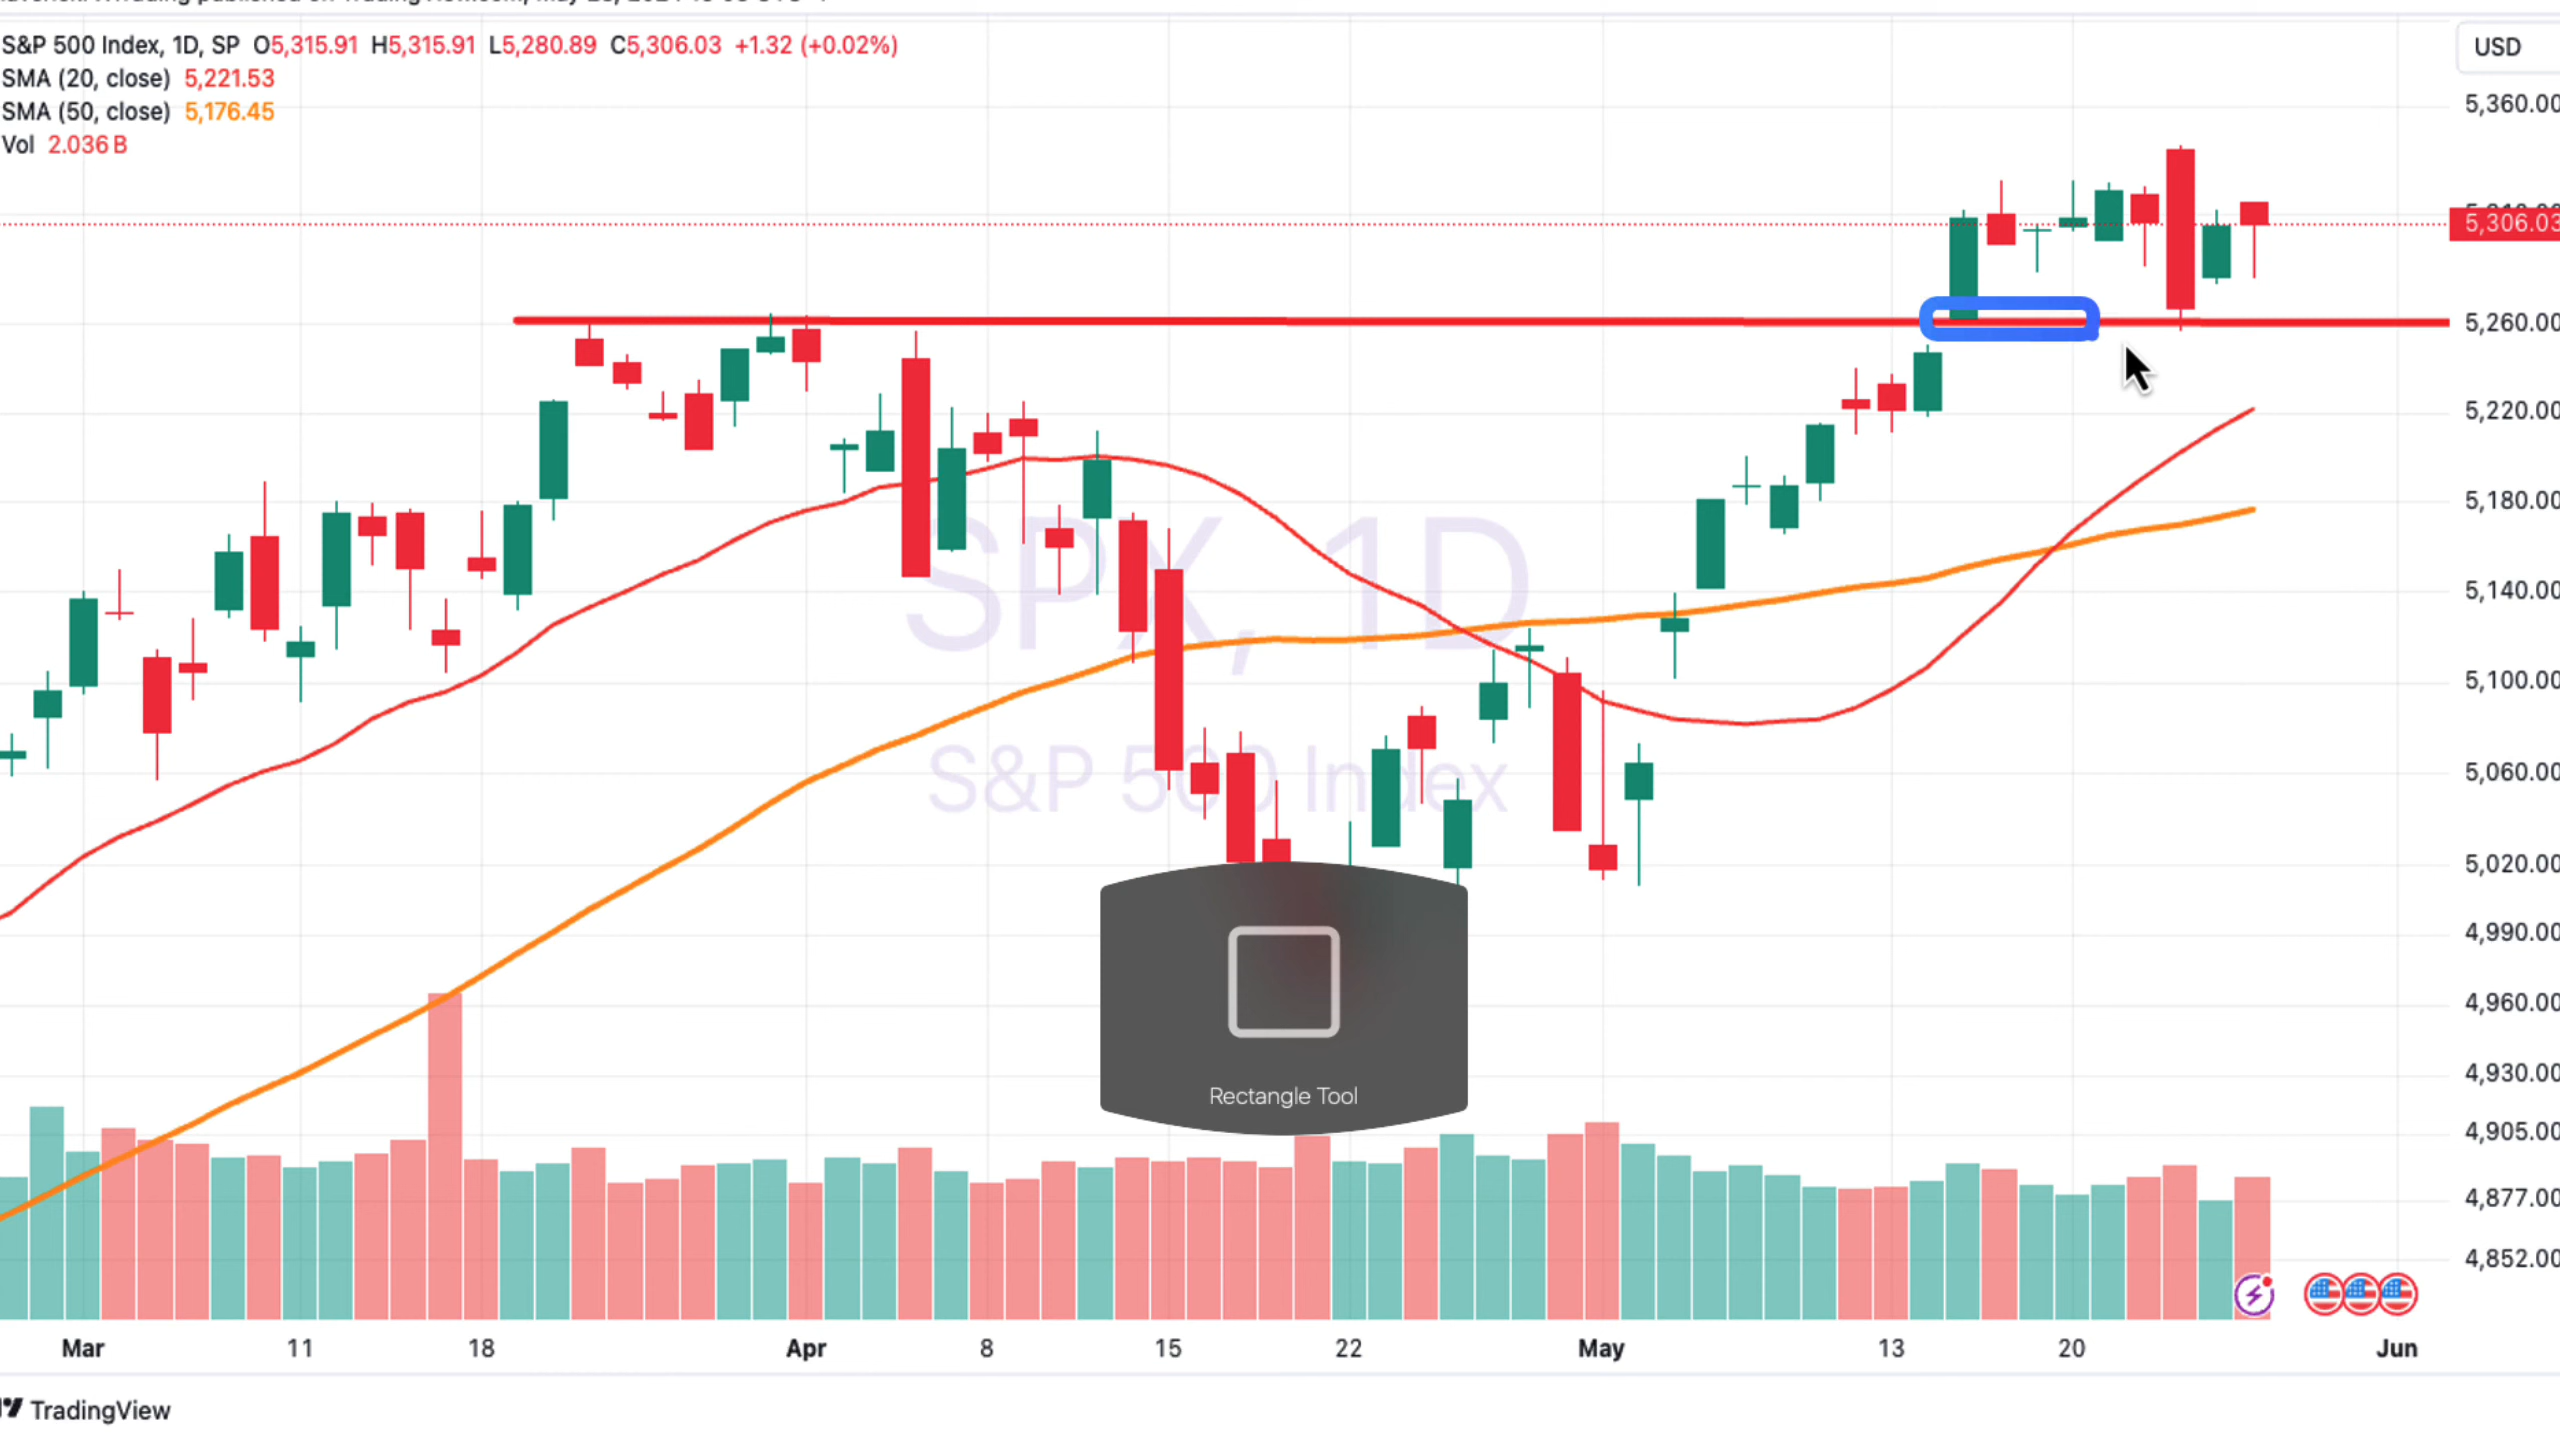 S&P 500 Index, 1D, SP O5,315.91 H5,315.91 L5,280.89 C5,306.03 +1.32 (+0.02%)
USD
SMA (20, close) 5,221.53
SMA (50, close) 5,176.45
Vol 2.036 B
5,360.00
5,306.03
5,260.00
5,220.00
5,180.00
5,140.00
5,100.00
5,060.00
5,020.00
4,990.00
4,960.00
4,930.00
4,905.00
4,877.00
4,852.00
SPX, 1D
S&P 500 Index
Rectangle Tool
Mar 11 18 Apr 8 15 22 May 13 20 Jun
TradingView